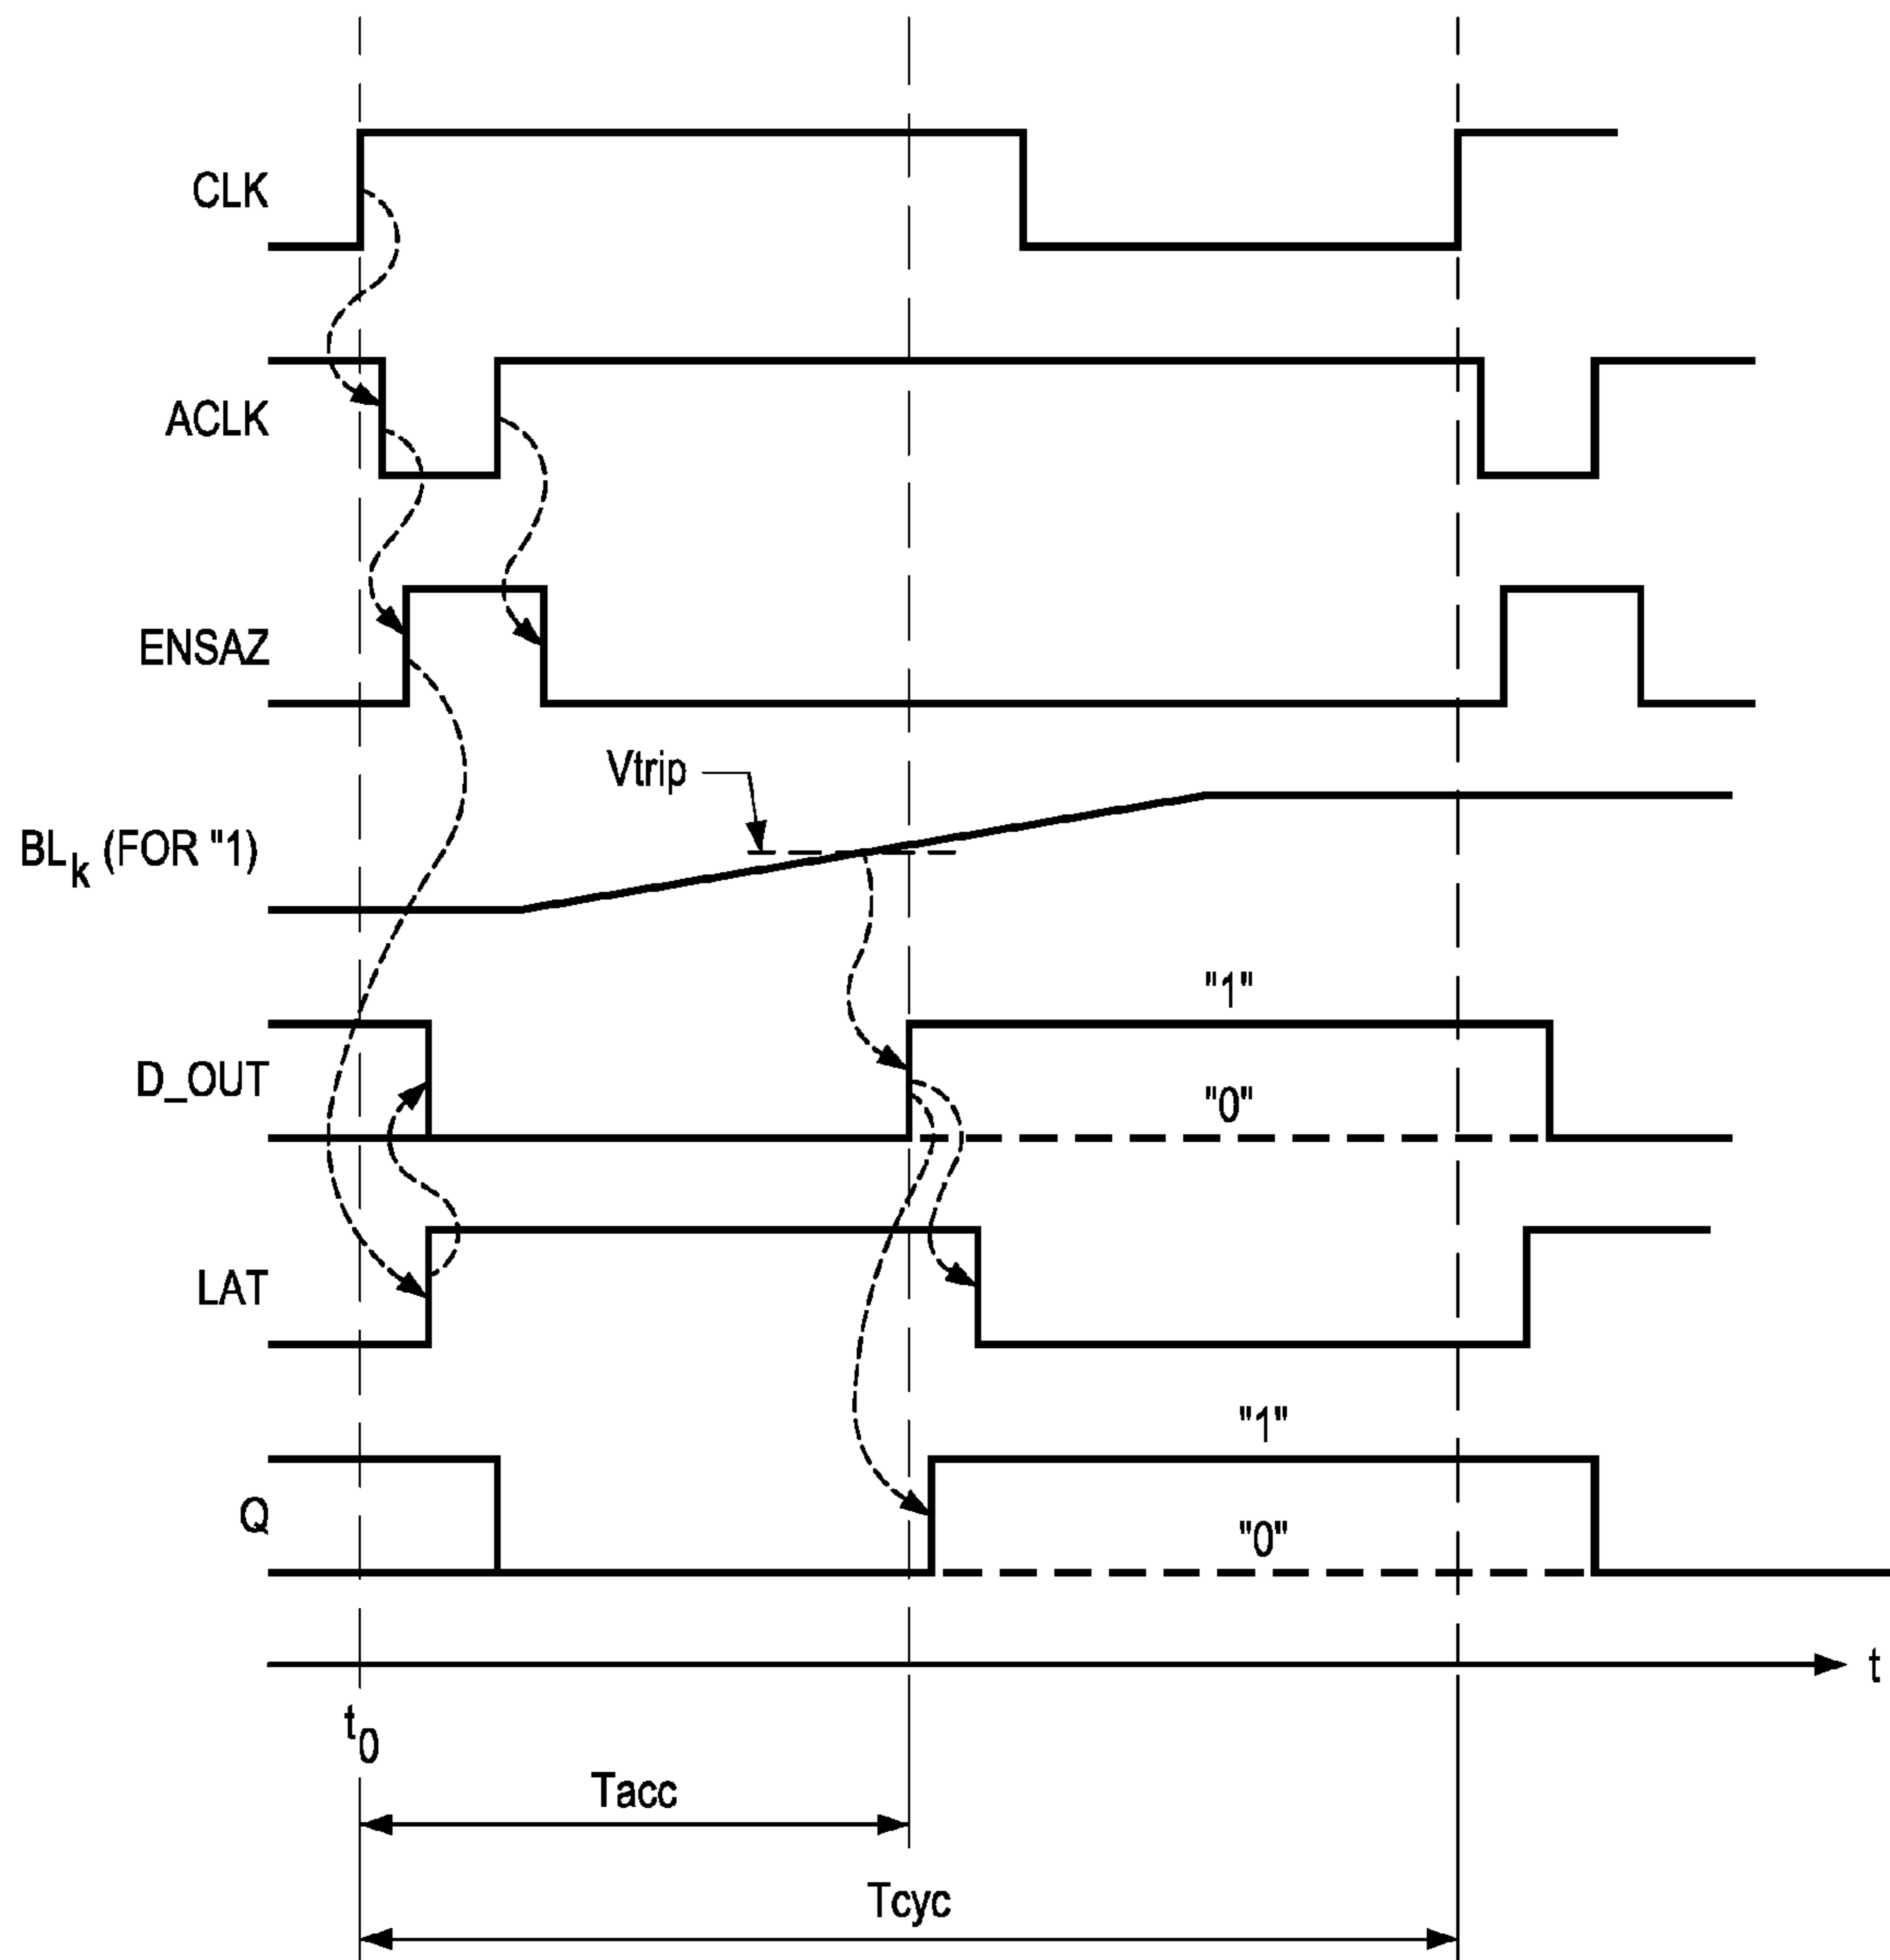 CLK
ACLK
ENSAZ
Vtrip
BLk (FOR "1)
"1"
D_OUT
"0"
LAT
"1"
Q
"0"
t
t0
Tacc
Tcyc